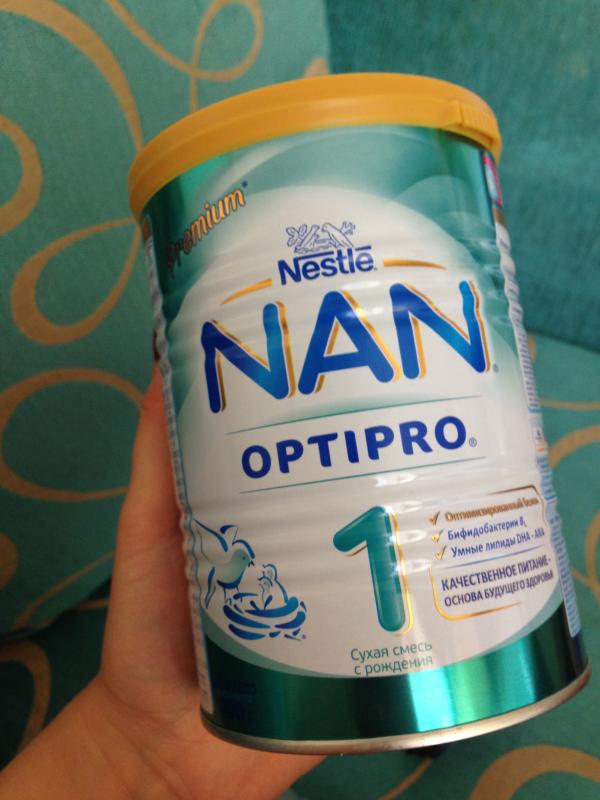 Premium
Nestlé
NAN
OPTIPRO®
1
Оптимизированный белок
Бифидобактерии BL
Умные липиды DHA - ARA
КАЧЕСТВЕННОЕ ПИТАНИЕ -
ОСНОВА БУДУЩЕГО ЗДОРОВЬЯ
Сухая смесь
с рождения